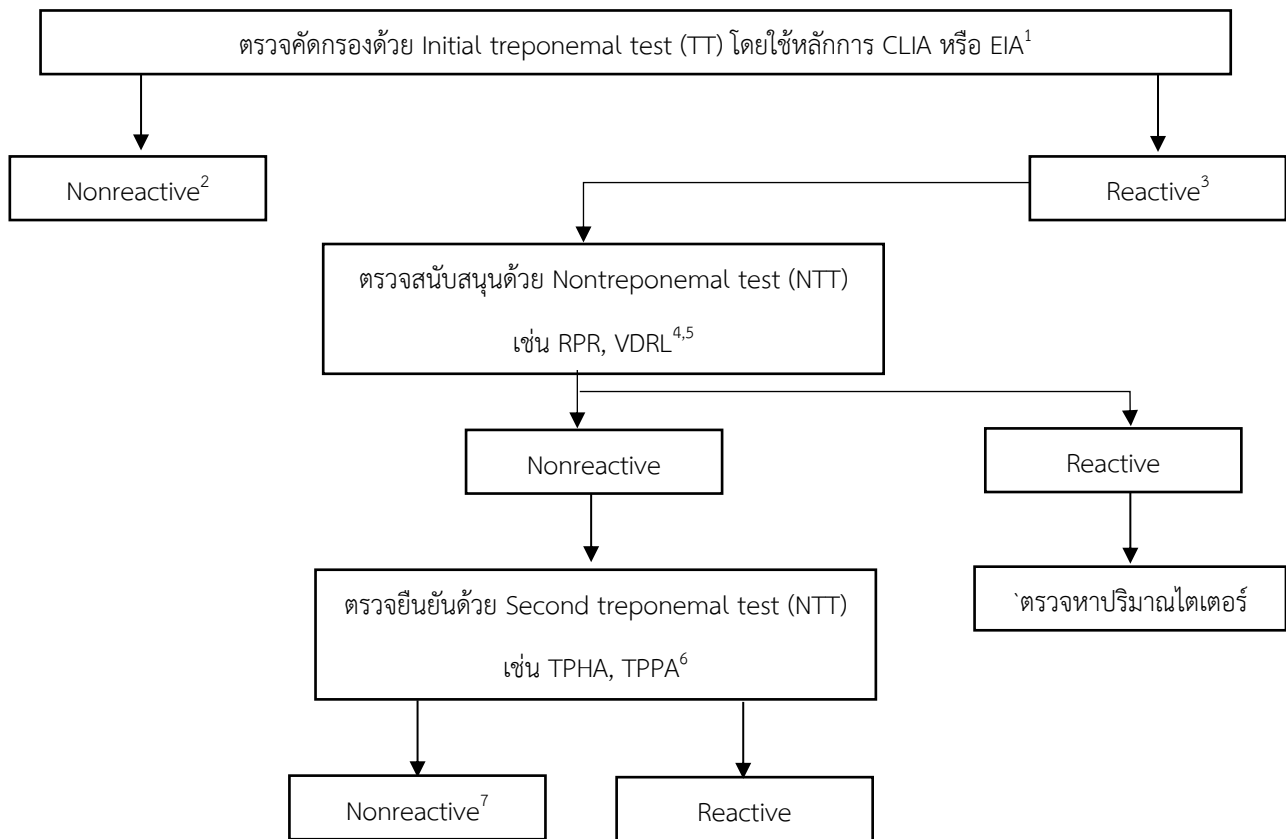 ตรวจคัดกรองด้วย Initial treponemal test (TT) โดยใช้หลักการ CLIA หรือ EIA1
Nonreactive2
Reactive3
ตรวจสนับสนุนด้วย Nontreponemal test (NTT)
เช่น RPR, VDRL4,5
Nonreactive
Reactive
ตรวจยืนยันด้วย Second treponemal test (NTT)
เช่น TPHA, TPPA6
`ตรวจหาปริมาณไตเตอร์
Nonreactive7
Reactive